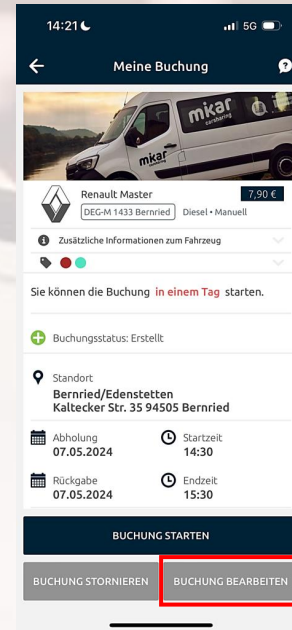 14:21 5G
Meine Buchung ?
mkar
carsharing
mkar
Renault Master 7,90 €
DEG-M 1433 Bernried Diesel • Manuell
Zusätzliche Informationen zum Fahrzeug
Sie können die Buchung in einem Tag starten.
Buchungsstatus: Erstellt
Standort
Bernried/Edenstetten
Kaltecker Str. 35 94505 Bernried
Abholung Startzeit
07.05.2024 14:30
Rückgabe Endzeit
07.05.2024 15:30
BUCHUNG STARTEN
BUCHUNG STORNIEREN BUCHUNG BEARBEITEN